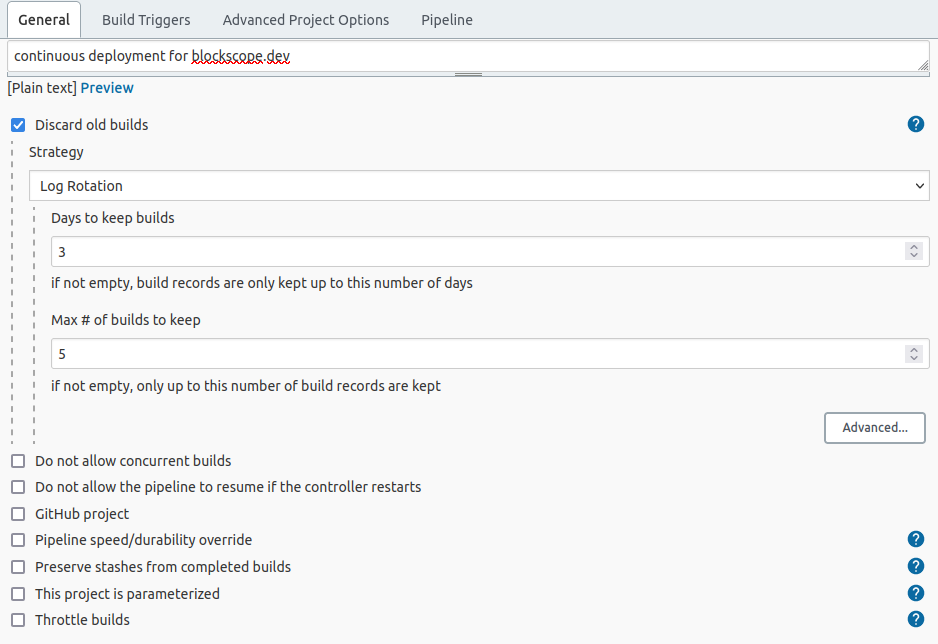 General Build Triggers Advanced Project Options Pipeline
continuous deployment for blockscope.dev
[Plain text] Preview
Discard old builds ?
Strategy
Log Rotation
Days to keep builds
3
if not empty, build records are only kept up to this number of days
Max # of builds to keep
5
if not empty, only up to this number of build records are kept
Advanced...
Do not allow concurrent builds
Do not allow the pipeline to resume if the controller restarts
GitHub project
Pipeline speed/durability override ?
Preserve stashes from completed builds ?
This project is parameterized ?
Throttle builds ?